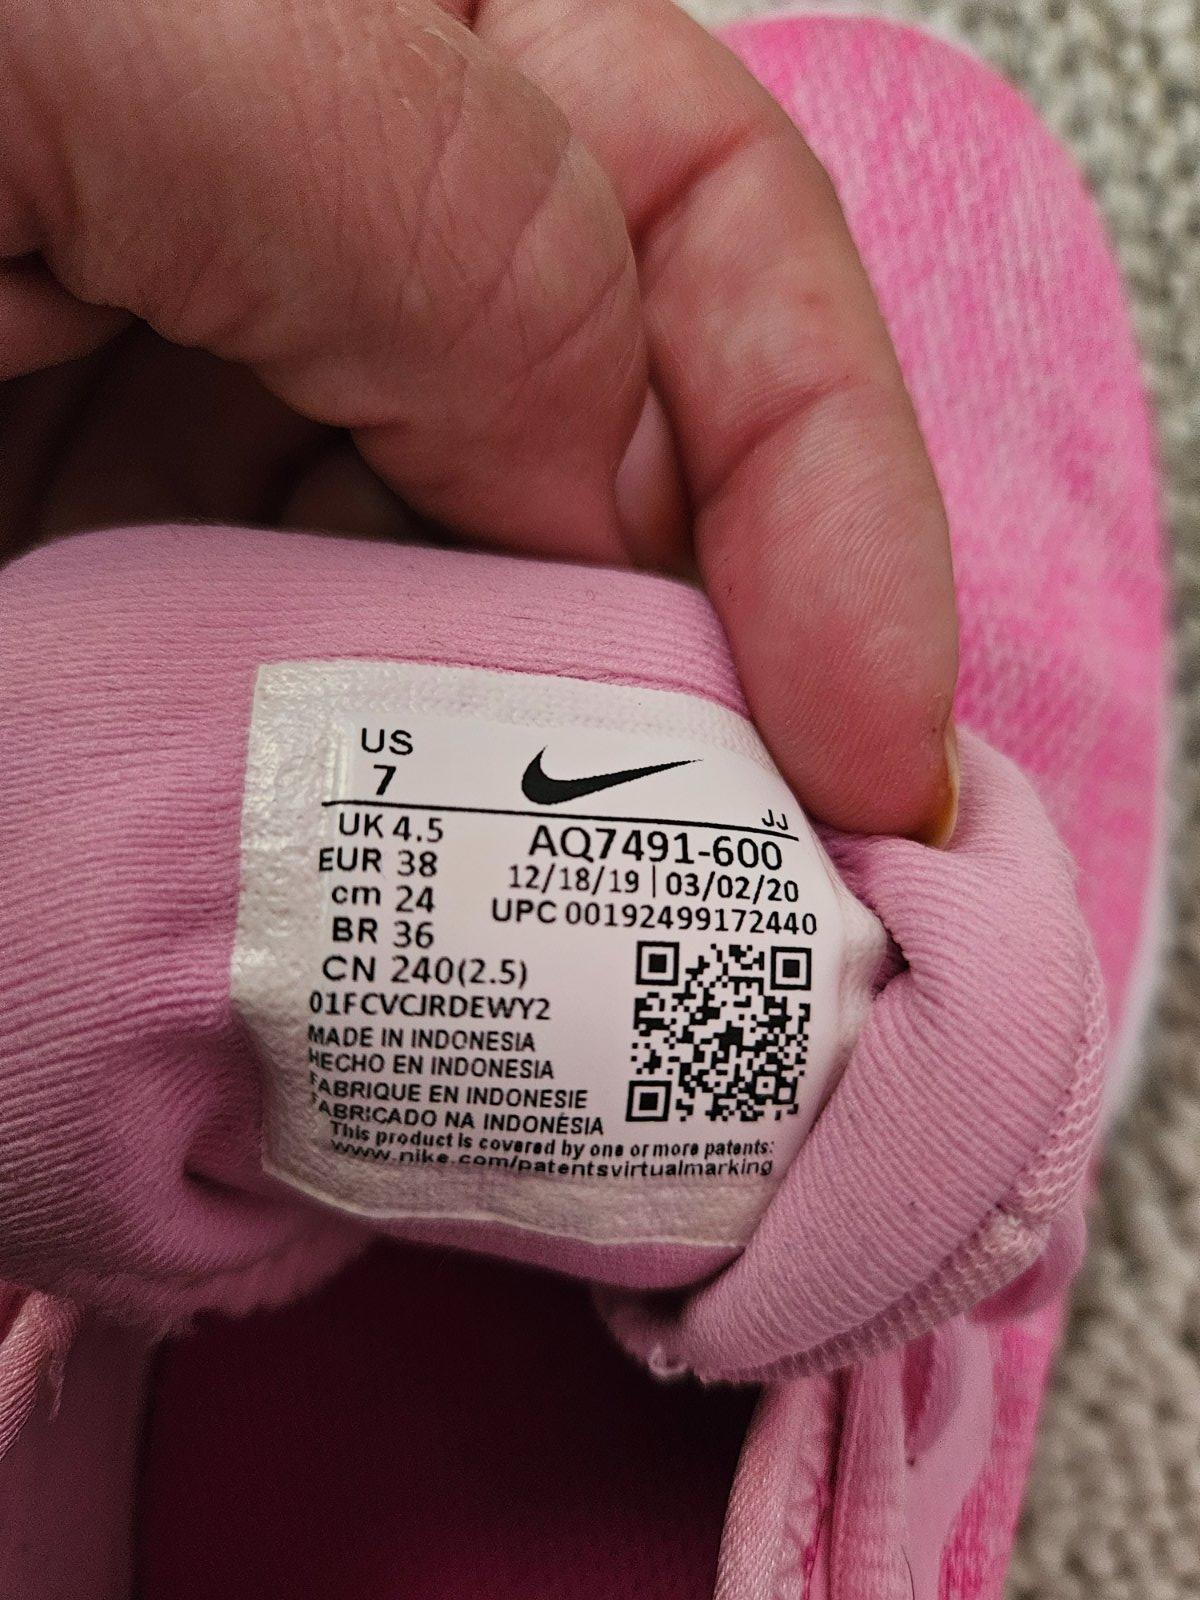 US
7
JJ
UK 4.5
EUR 38
cm 24
BR 36
CN 240(2.5)
AQ7491-600
12/18/19 | 03/02/20
UPC 00192499172440
01FCVCJRDEWY2
MADE IN INDONESIA
HECHO EN INDONESIA
FABRIQUE EN INDONESIE
FABRICADO NA INDONÉSIA
This product is covered by one or more patents:
www.nike.com/patentsvirtualmarking